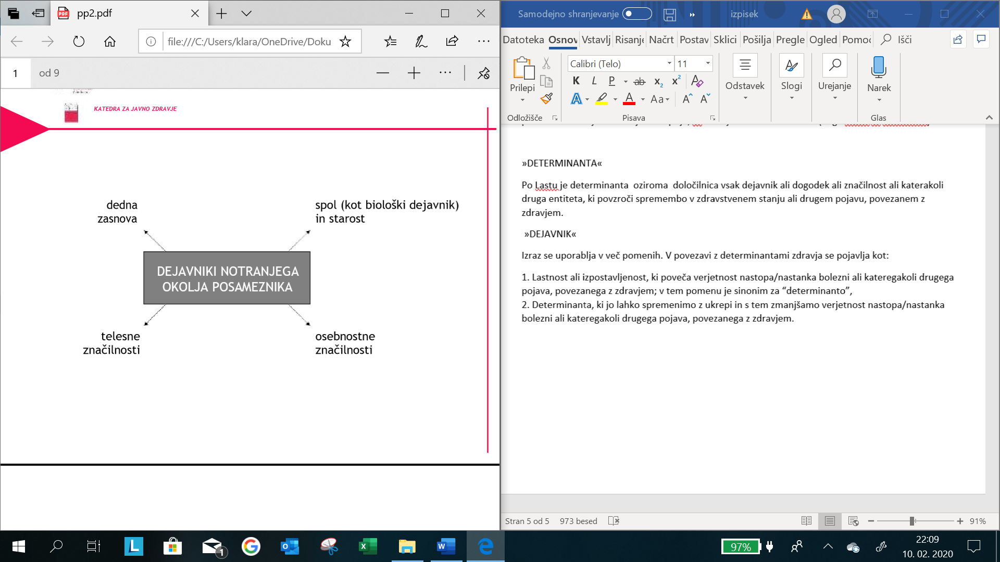 pp2.pdf
file:///C:/Users/klara/OneDrive/Doku
1 od 9
KATEDRA ZA JAVNO ZDRAVJE
dedna
zasnova
spol (kot biološki dejavnik)
in starost
DEJAVNIKI NOTRANJEGA
OKOLJA POSAMEZNIKA
telesne
značilnosti
osebnostne
značilnosti
Samodejno shranjevanje
izpisek
Datoteka Osnov Vstavlj Risanje Načrt Postav Sklici Pošilja Pregle Ogled Pomoč Išči
Prilepi
Calibri (Telo) 11
K L P ab x₂ x²
A A Aa A A
Odstavek
Slogi
Urejanje
Narek
Odložišče
Pisava
Glas
»DETERMINANTA«
Po Lastu je determinanta  oziroma  določilnica vsak dejavnik ali dogodek ali značilnost ali katerakoli
druga entiteta, ki povzroči spremembo v zdravstvenem stanju ali drugem pojavu, povezanem z
zdravjem.
»DEJAVNIK«
Izraz se uporablja v več pomenih. V povezavi z determinantami zdravja se pojavlja kot:
1. Lastnost ali izpostavljenost, ki poveča verjetnost nastopa/nastanka bolezni ali kateregakoli drugega
pojava, povezanega z zdravjem; v tem pomenu je sinonim za “determinanto”,
2. Determinanta, ki jo lahko spremenimo z ukrepi in s tem zmanjšamo verjetnost nastopa/nastanka
bolezni ali kateregakoli drugega pojava, povezanega z zdravjem.
Stran 5 od 5 973 besed
91%
97%
22:09
10. 02. 2020